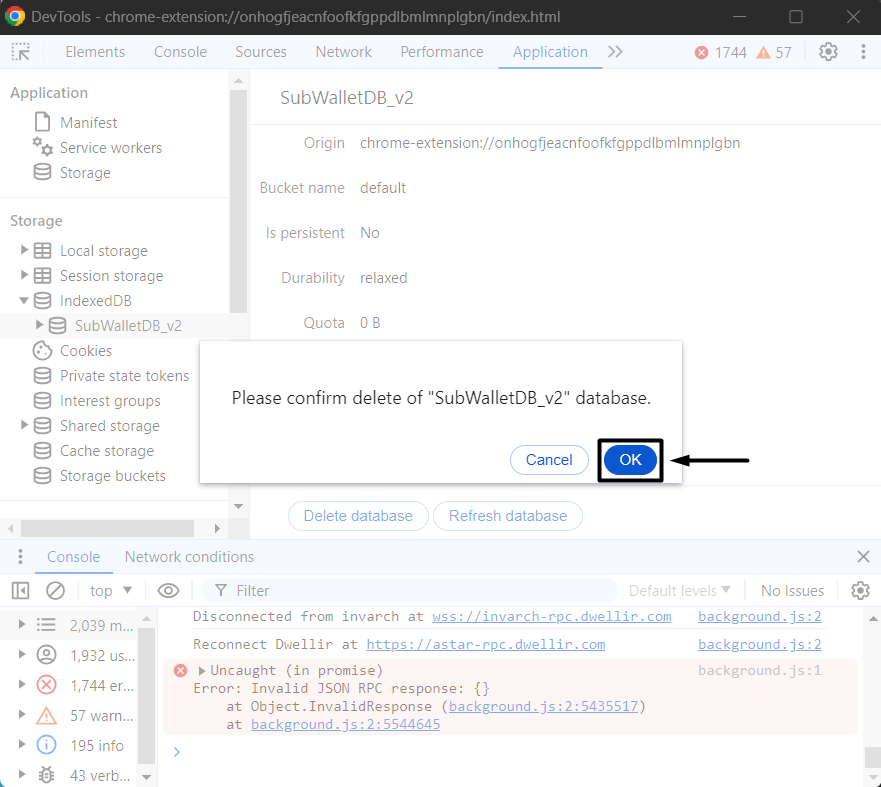 DevTools - chrome-extension://onhogfjeacnfoofkfgppdlbmlmnplgbn/index.html
Elements Console Sources Network Performance Application 1744 57
Application
Manifest
Service workers
Storage
Storage
Local storage
Session storage
IndexedDB
SubWalletDB_v2
Cookies
Private state tokens
Interest groups
Shared storage
Cache storage
Storage buckets
SubWalletDB_v2
Origin chrome-extension://onhogfjeacnfoofkfgppdlbmlmnplgbn
Bucket name default
Is persistent No
Durability relaxed
Quota 0 B
Please confirm delete of "SubWalletDB_v2" database.
Cancel OK
Delete database Refresh database
Console Network conditions
top Filter Default levels No Issues
2,039 m...
1,932 us...
1,744 er...
57 warn...
195 info
43 verb...
Disconnected from invarch at wss://invarch-rpc.dwellir.com background.js:2
Reconnect Dwellir at https://astar-rpc.dwellir.com background.js:2
Uncaught (in promise) background.js:1
Error: Invalid JSON RPC response: {}
at Object.InvalidResponse (background.js:2:5435517)
at background.js:2:5544645